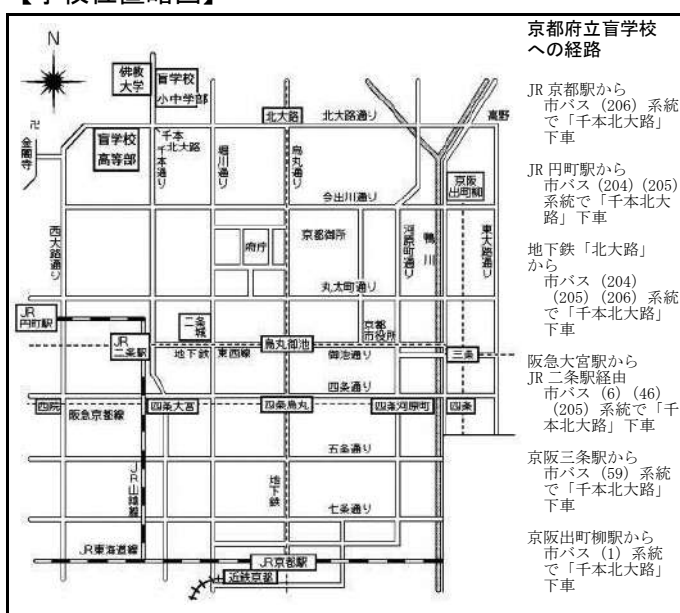 【学校位置略図】
N
佛教
大学
盲学校
小中学部
卍
金閣寺
盲学校
高等部
千本
北大路
千本通り
堀川通り
北大路
烏丸通り
北大路通り
高野
京阪
出町柳
今出川通り
西大路通り
府庁
京都御所
河原町通り
鴨川
東大路通り
丸太町通り
JR
円町駅
JR
二条駅
二条城
地下鉄
東西線
烏丸御池
京都
市役所
御池通り
三条
四条通り
西院
阪急京都線
四条大宮
四条烏丸
四条河原町
四条
五条通り
JR山陰線
地下鉄
七条通り
JR東海道線
JR京都駅
近鉄京都
京都府立盲学校
への経路
JR 京都駅から
市バス (206) 系統
で「千本北大路」
下車
JR 円町駅から
市バス (204) (205)
系統で「千本北大
路」下車
地下鉄「北大路」
から
市バス (204)
(205) (206) 系統
で「千本北大路」
下車
阪急大宮駅から
JR 二条駅経由
市バス (6) (46)
(205) 系統で「千
本北大路」下車
京阪三条駅から
市バス (59) 系統
で「千本北大路」
下車
京阪出町柳駅から
市バス (1) 系統
で「千本北大路」
下車